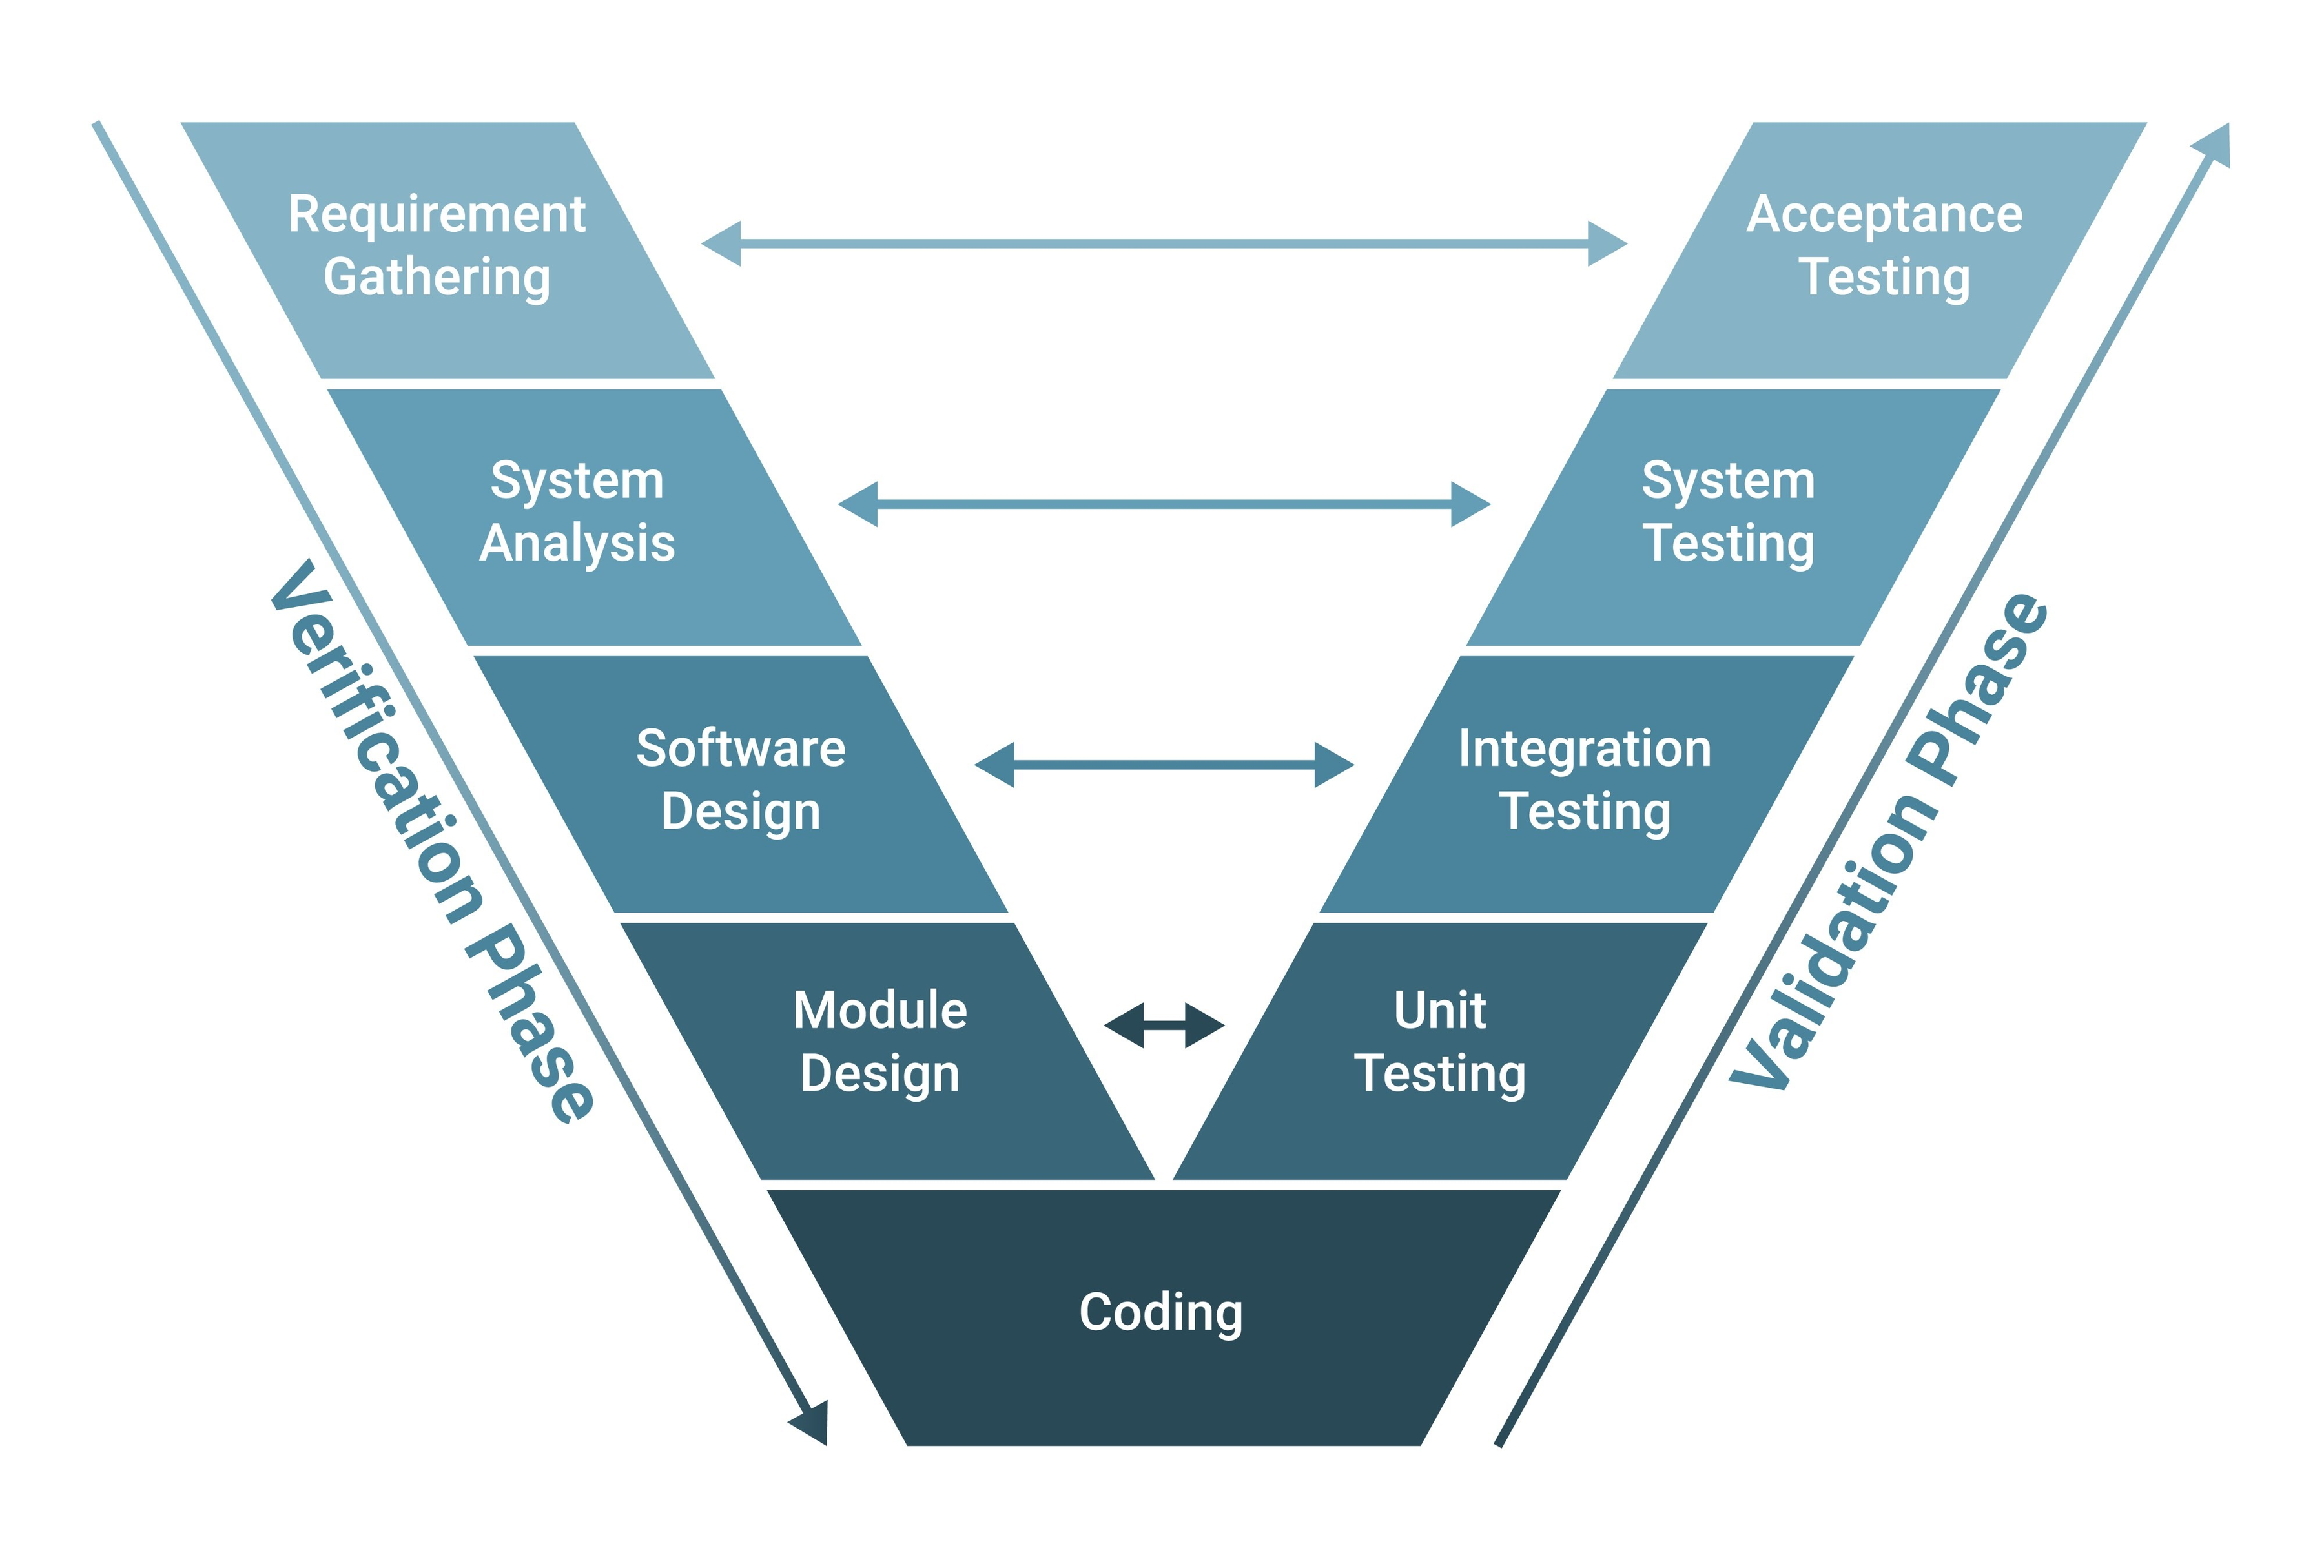 Requirement
Gathering
Acceptance
Testing
System
Analysis
System
Testing
Software
Design
Integration
Testing
Module
Design
Unit
Testing
Coding
Verification Phase
Validation Phase